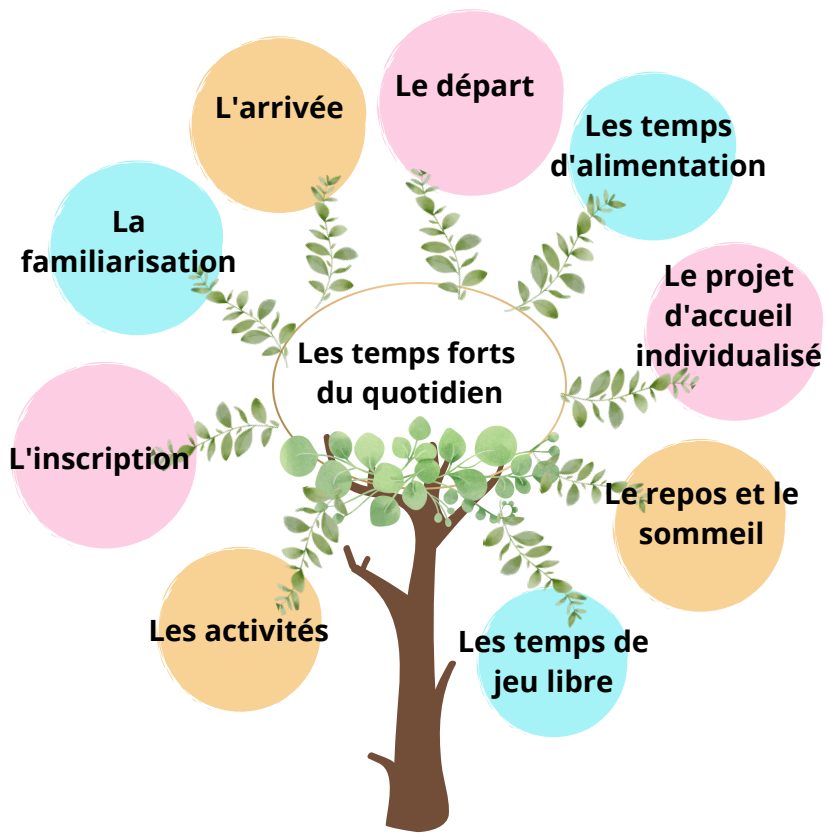 Le départ
L'arrivée
Les temps
d'alimentation
La
familiarisation
Le projet
d'accueil
individualisé
Les temps forts
du quotidien
L'inscription
Le repos et le
sommeil
Les activités
Les temps de
jeu libre